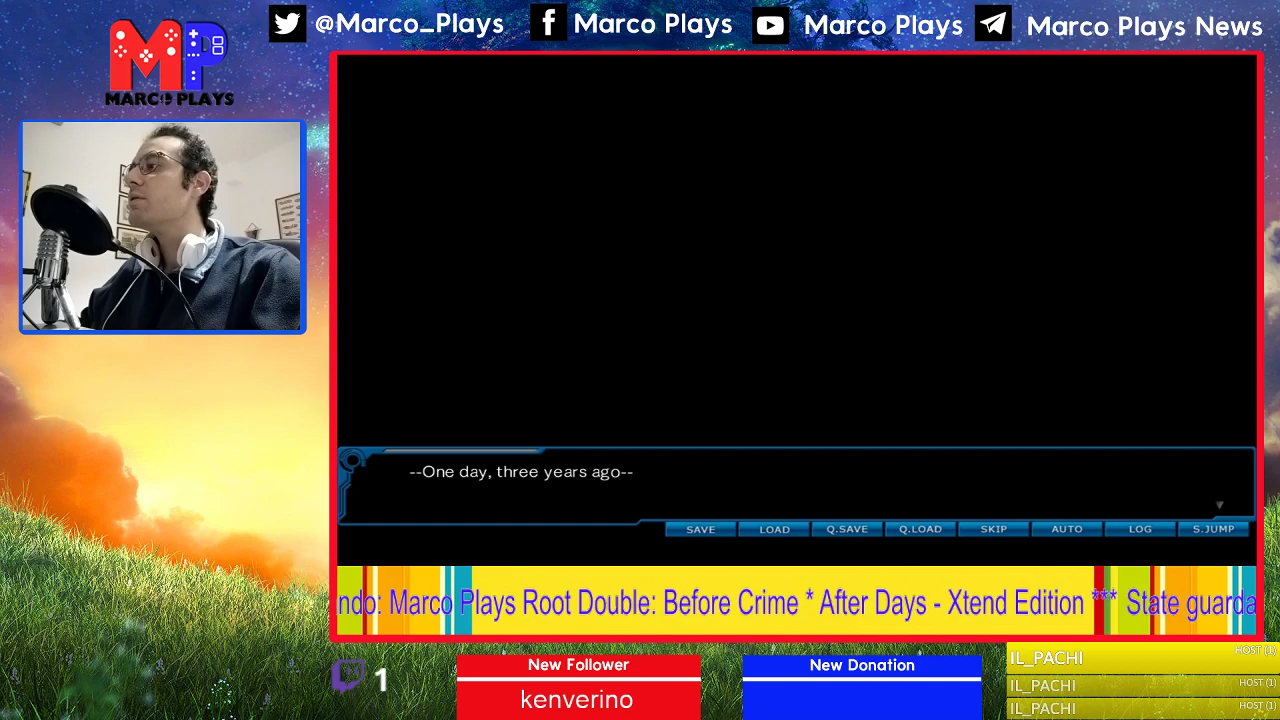 @Marco_Plays
Marco Plays
Marco Plays
Marco Plays News
MP
MARCO PLAYS
--One day, three years ago--
SAVE
LOAD
Q.SAVE
Q.LOAD
SKIP
AUTO
LOG
S.JUMP
ndo: Marco Plays Root Double: Before Crime * After Days - Xtend Edition *** State guarda
1
New Follower
kenverino
New Donation
IL_PACHI
HOST (1)
IL_PACHI
HOST (1)
IL_PACHI
HOST (1)